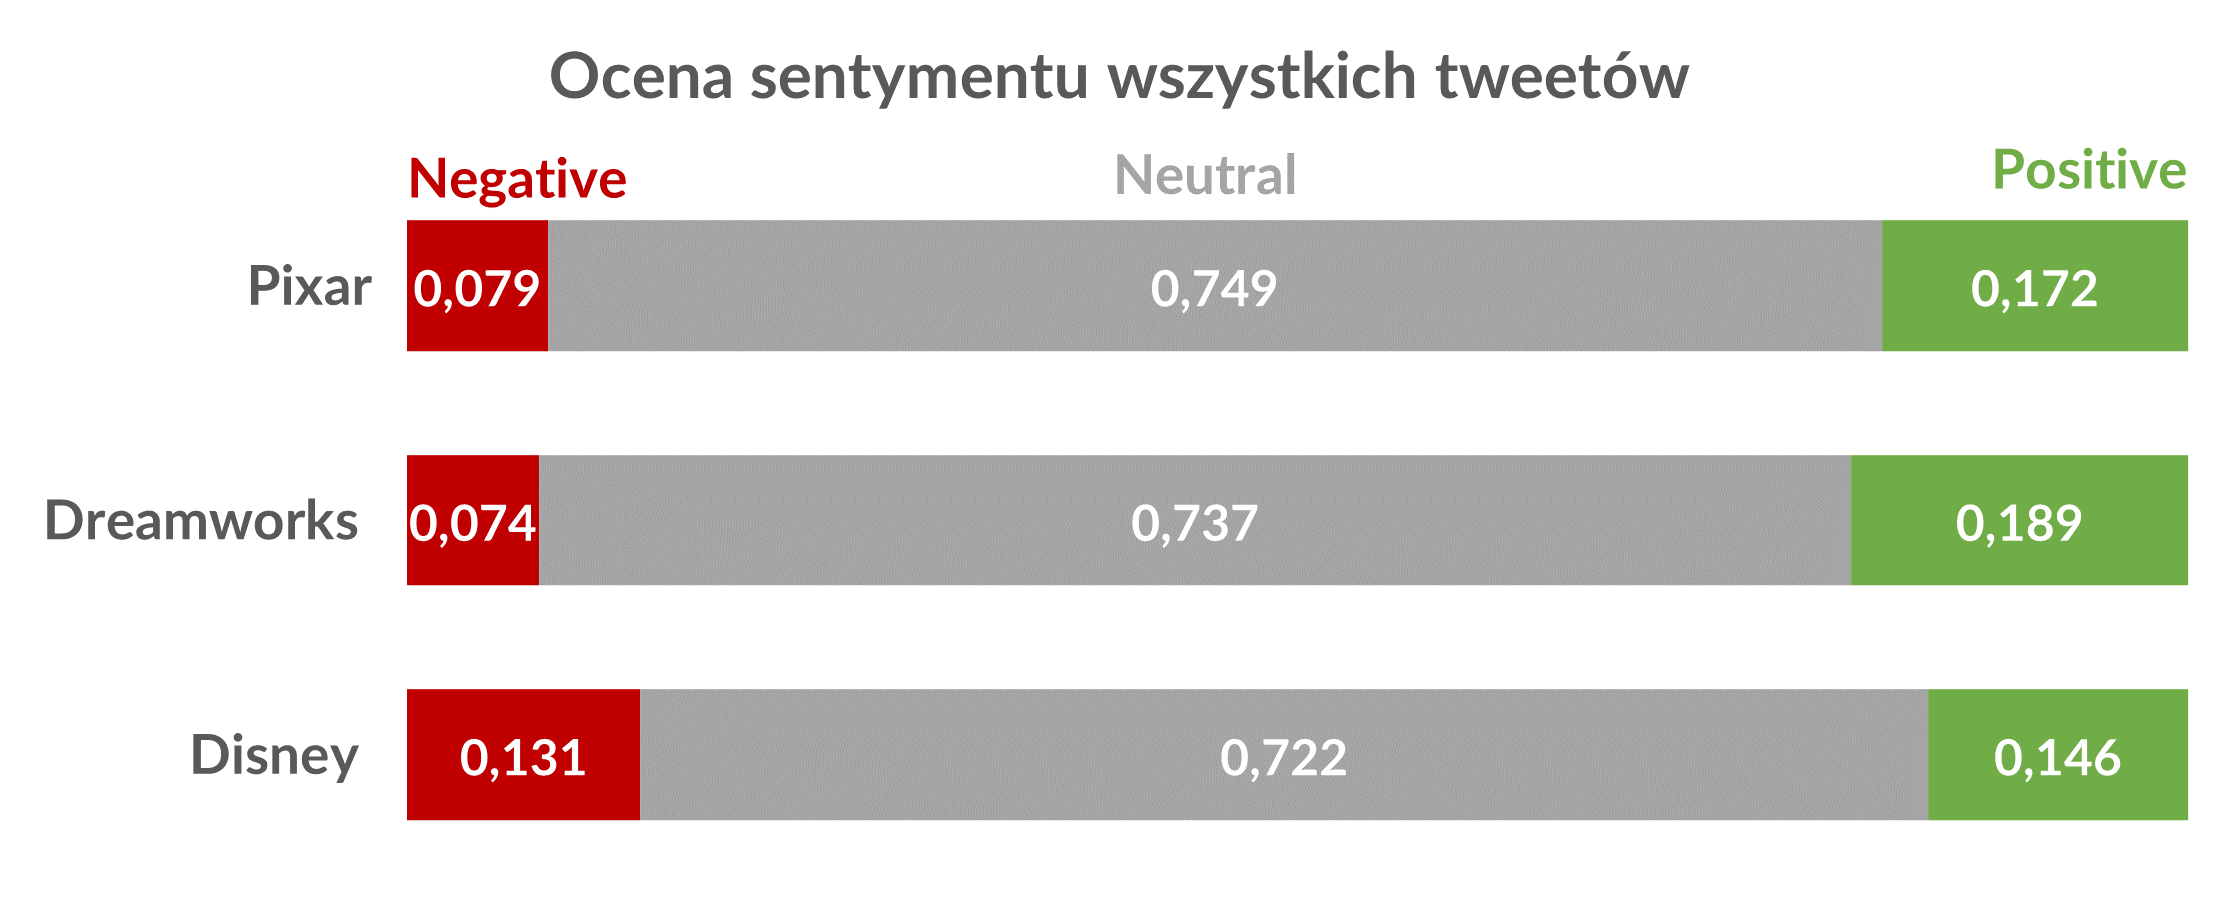 Ocena sentymentu wszystkich tweetów
Negative Neutral Positive
Pixar 0,079 0,749 0,172
Dreamworks 0,074 0,737 0,189
Disney 0,131 0,722 0,146